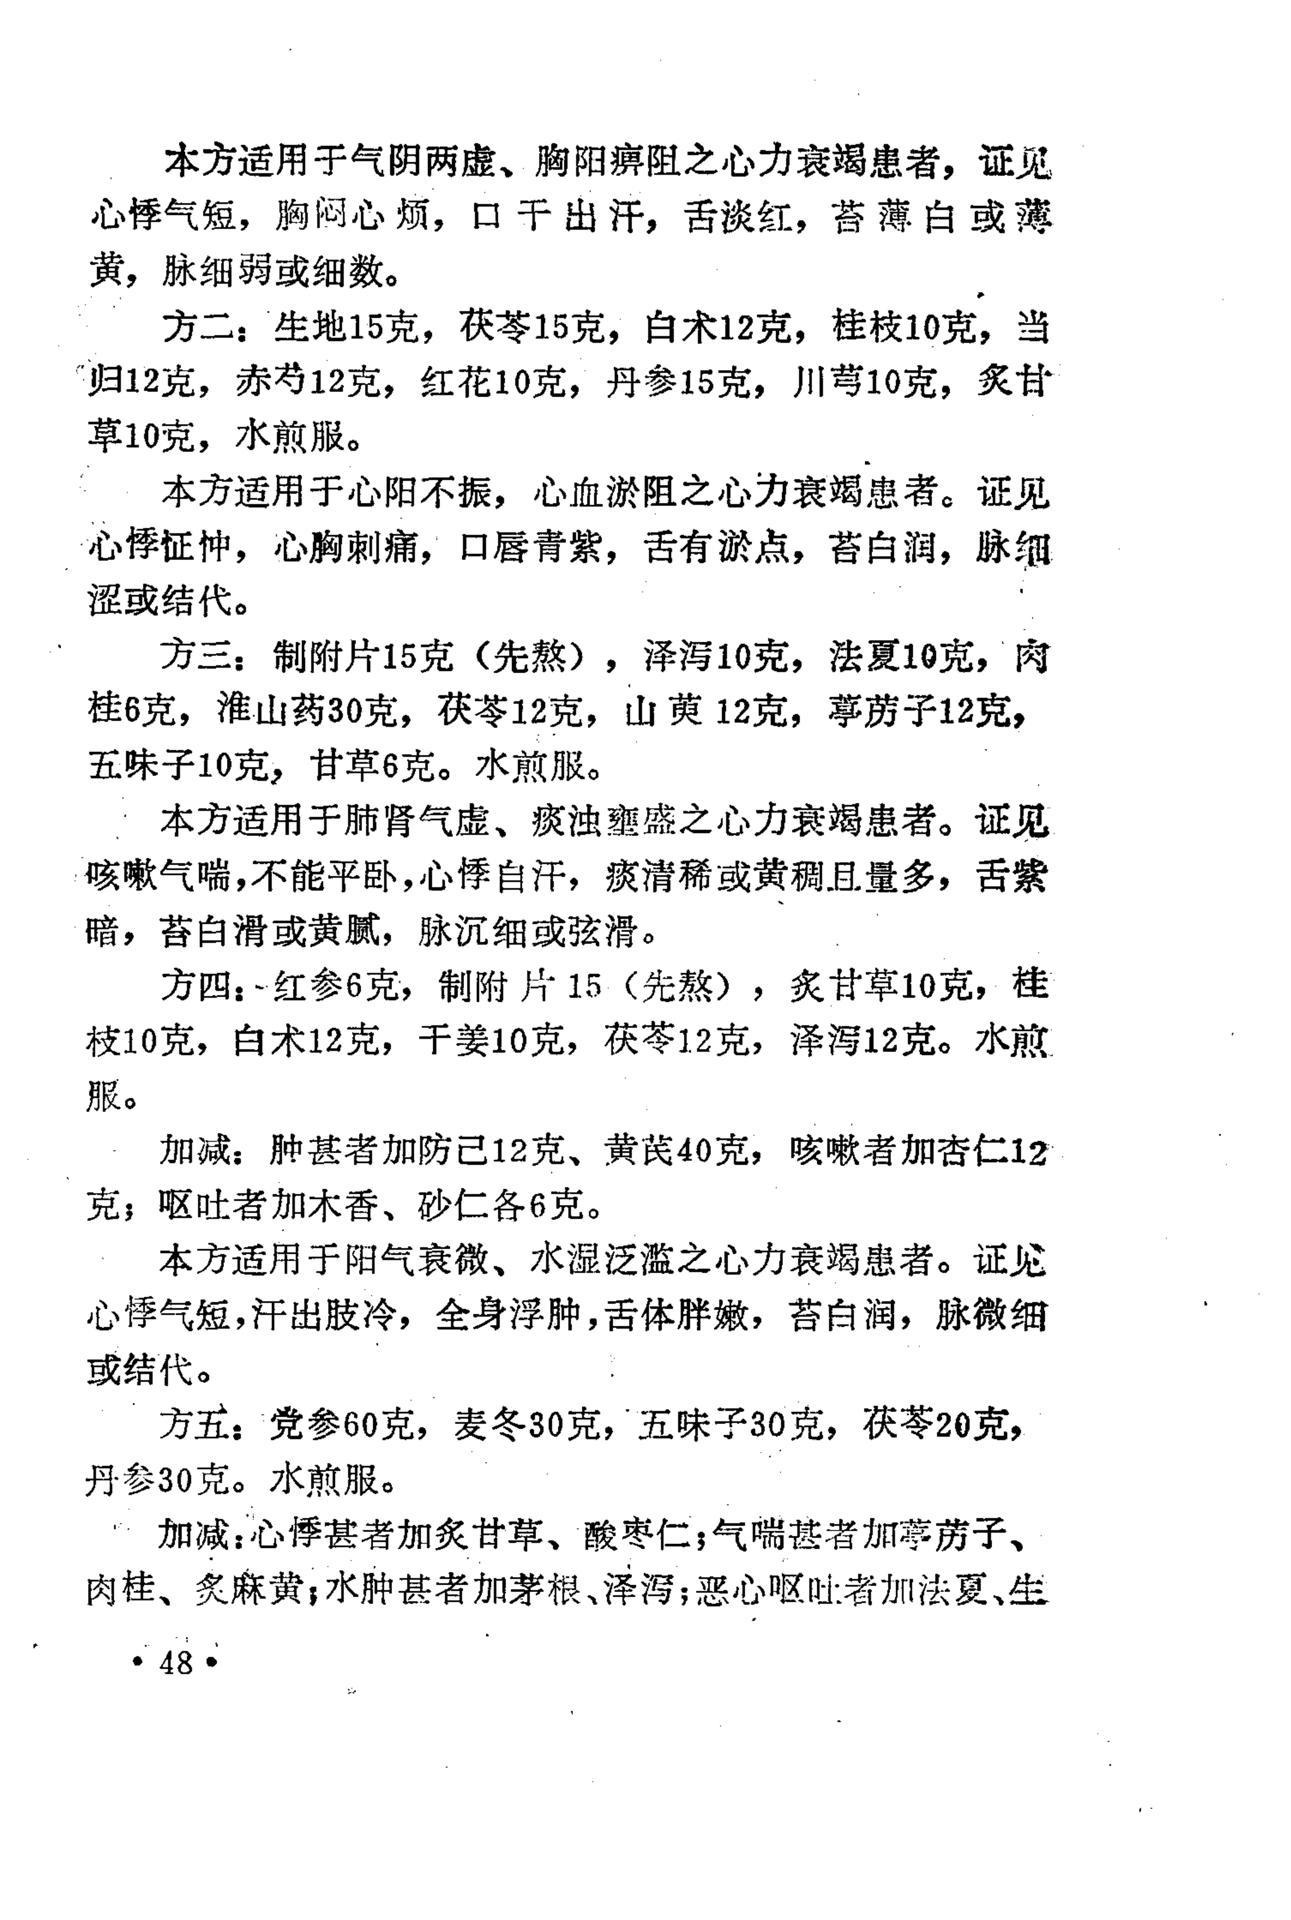 本方适用于气阴两虚、胸阳痹阻之心力衰竭患者，证见
心悸气短，胸闷心烦，口干出汗，舌淡红，苔薄白或薄
黄，脉细弱或细数。
方二：生地15克，茯苓15克，白术12克，桂枝10克，当
归12克，赤芍12克，红花10克，丹参15克，川芎10克，炙甘
草10克，水煎服。
本方适用于心阳不振，心血淤阻之心力衰竭患者。证见
心悸怔忡，心胸刺痛，口唇青紫，舌有淤点，苔白润，脉细
涩或结代。
方三：制附片15克（先熬），泽泻10克，法夏10克，肉
桂6克，淮山药30克，茯苓12克，山萸12克，葶苈子12克，
五味子10克，甘草6克。水煎服。
本方适用于肺肾气虚、痰浊壅盛之心力衰竭患者。证见
咳嗽气喘，不能平卧，心悸自汗，痰清稀或黄稠且量多，舌紫
暗，苔白滑或黄腻，脉沉细或弦滑。
方四：红参6克，制附片15（先熬），炙甘草10克，桂
枝10克，白术12克，干姜10克，茯苓12克，泽泻12克。水煎
服。
加减：肿甚者加防己12克、黄芪40克，咳嗽者加杏仁12
克；呕吐者加木香、砂仁各6克。
本方适用于阳气衰微、水湿泛滥之心力衰竭患者。证见
心悸气短，汗出肢冷，全身浮肿，舌体胖嫩，苔白润，脉微细
或结代。
方五：党参60克，麦冬30克，五味子30克，茯苓20克，
丹参30克。水煎服。
加减：心悸甚者加炙甘草、酸枣仁；气喘甚者加葶苈子、
肉桂、炙麻黄；水肿甚者加茅根、泽泻；恶心呕吐者加法夏、生
·48·